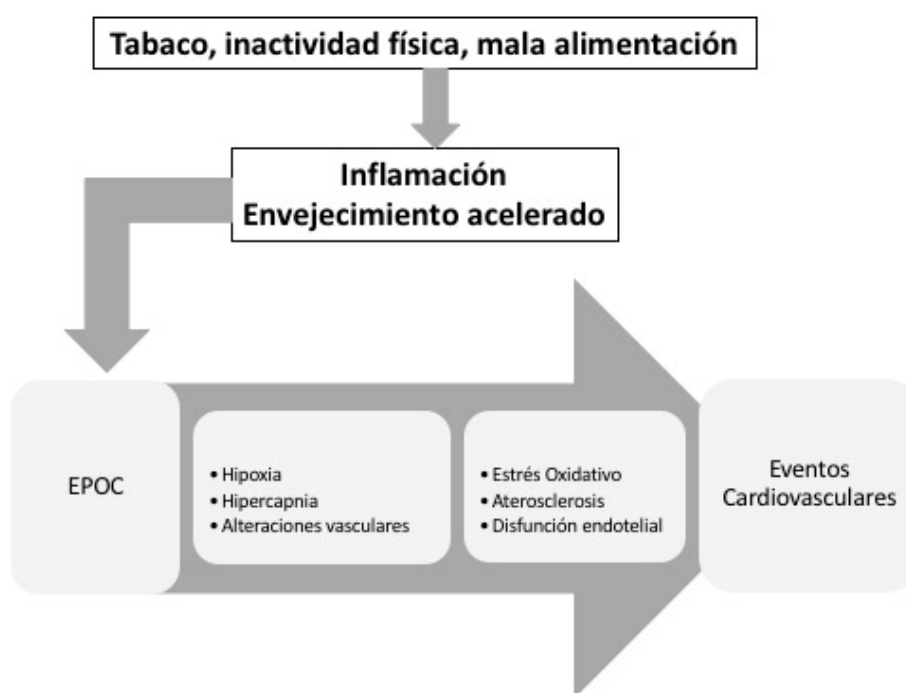 Tabaco, inactividad física, mala alimentación
Inflamación
Envejecimiento acelerado
EPOC
• Hipoxia
• Hipercapnia
• Alteraciones vasculares
• Estrés Oxidativo
• Aterosclerosis
• Disfunción endotelial
Eventos
Cardiovasculares